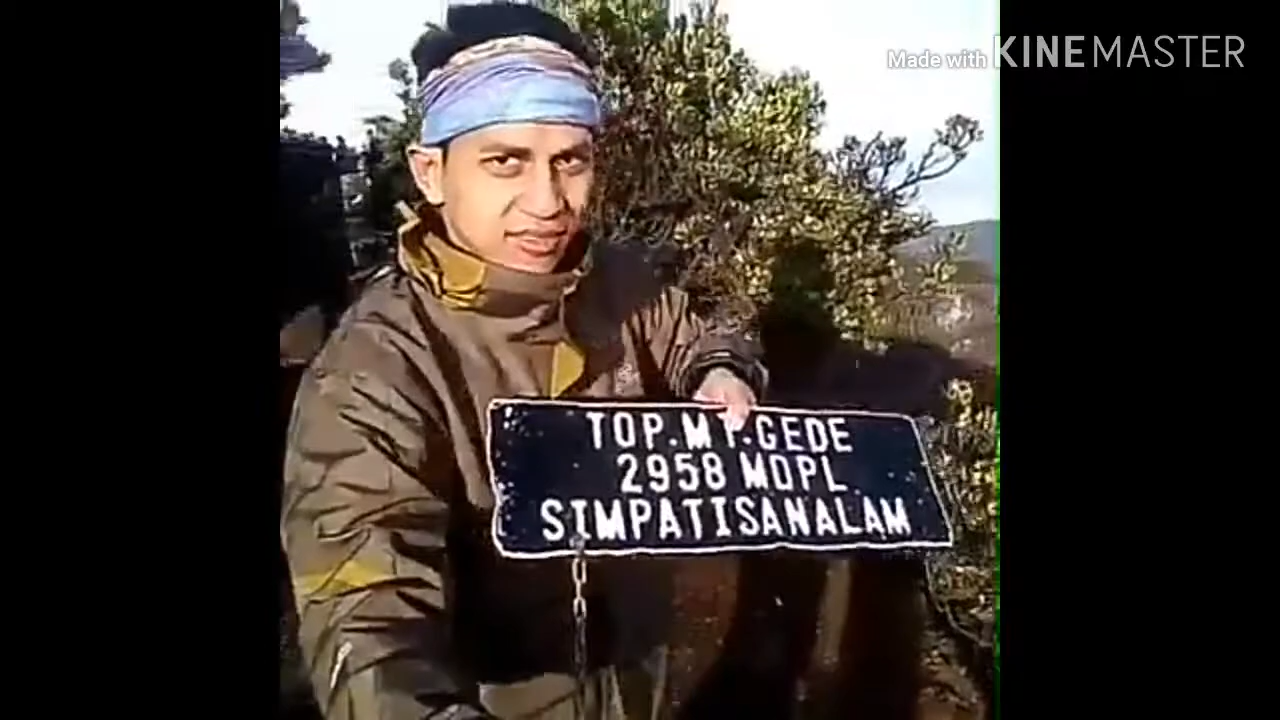 Made with KINEMASTER
TOP.MT.GEDE
2958 MDPL
SIMPATISANALAM